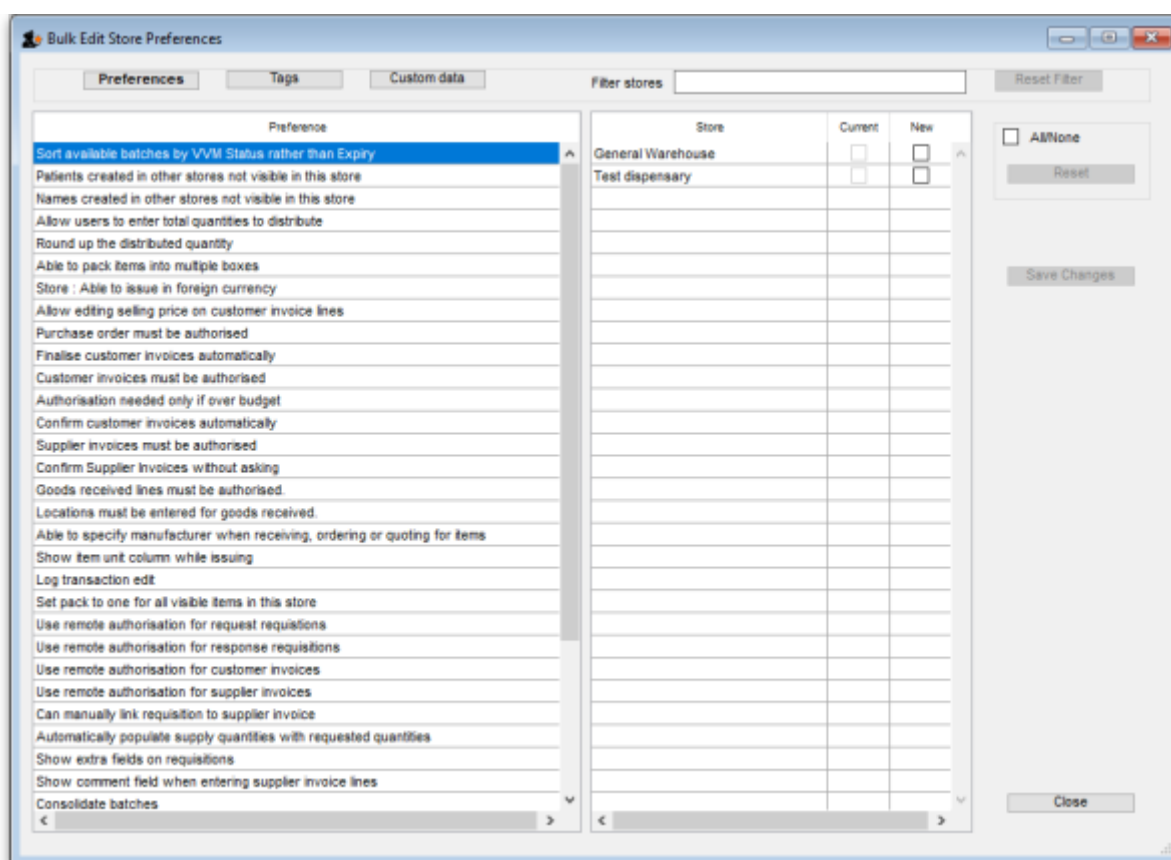 Bulk Edit Store Preferences
Preferences Tags Custom data Filter stores Reset Filter
Preference Store Current New
All/None
Sort available batches by VVM Status rather than Expiry General Warehouse
Patients created in other stores not visible in this store Test dispensary Reset
Names created in other stores not visible in this store
Allow users to enter total quantities to distribute
Round up the distributed quantity
Able to pack items into multiple boxes
Store : Able to issue in foreign currency Save Changes
Allow editing selling price on customer invoice lines
Purchase order must be authorised
Finalise customer invoices automatically
Customer invoices must be authorised
Authorisation needed only if over budget
Confirm customer invoices automatically
Supplier invoices must be authorised
Confirm Supplier Invoices without asking
Goods received lines must be authorised.
Locations must be entered for goods received.
Able to specify manufacturer when receiving, ordering or quoting for items
Show item unit column while issuing
Log transaction edit
Set pack to one for all visible items in this store
Use remote authorisation for request requistions
Use remote authorisation for response requisitions
Use remote authorisation for customer invoices
Use remote authorisation for supplier invoices
Can manually link requisition to supplier invoice
Automatically populate supply quantities with requested quantities
Show extra fields on requisitions
Show comment field when entering supplier invoice lines
Consolidate batches Close